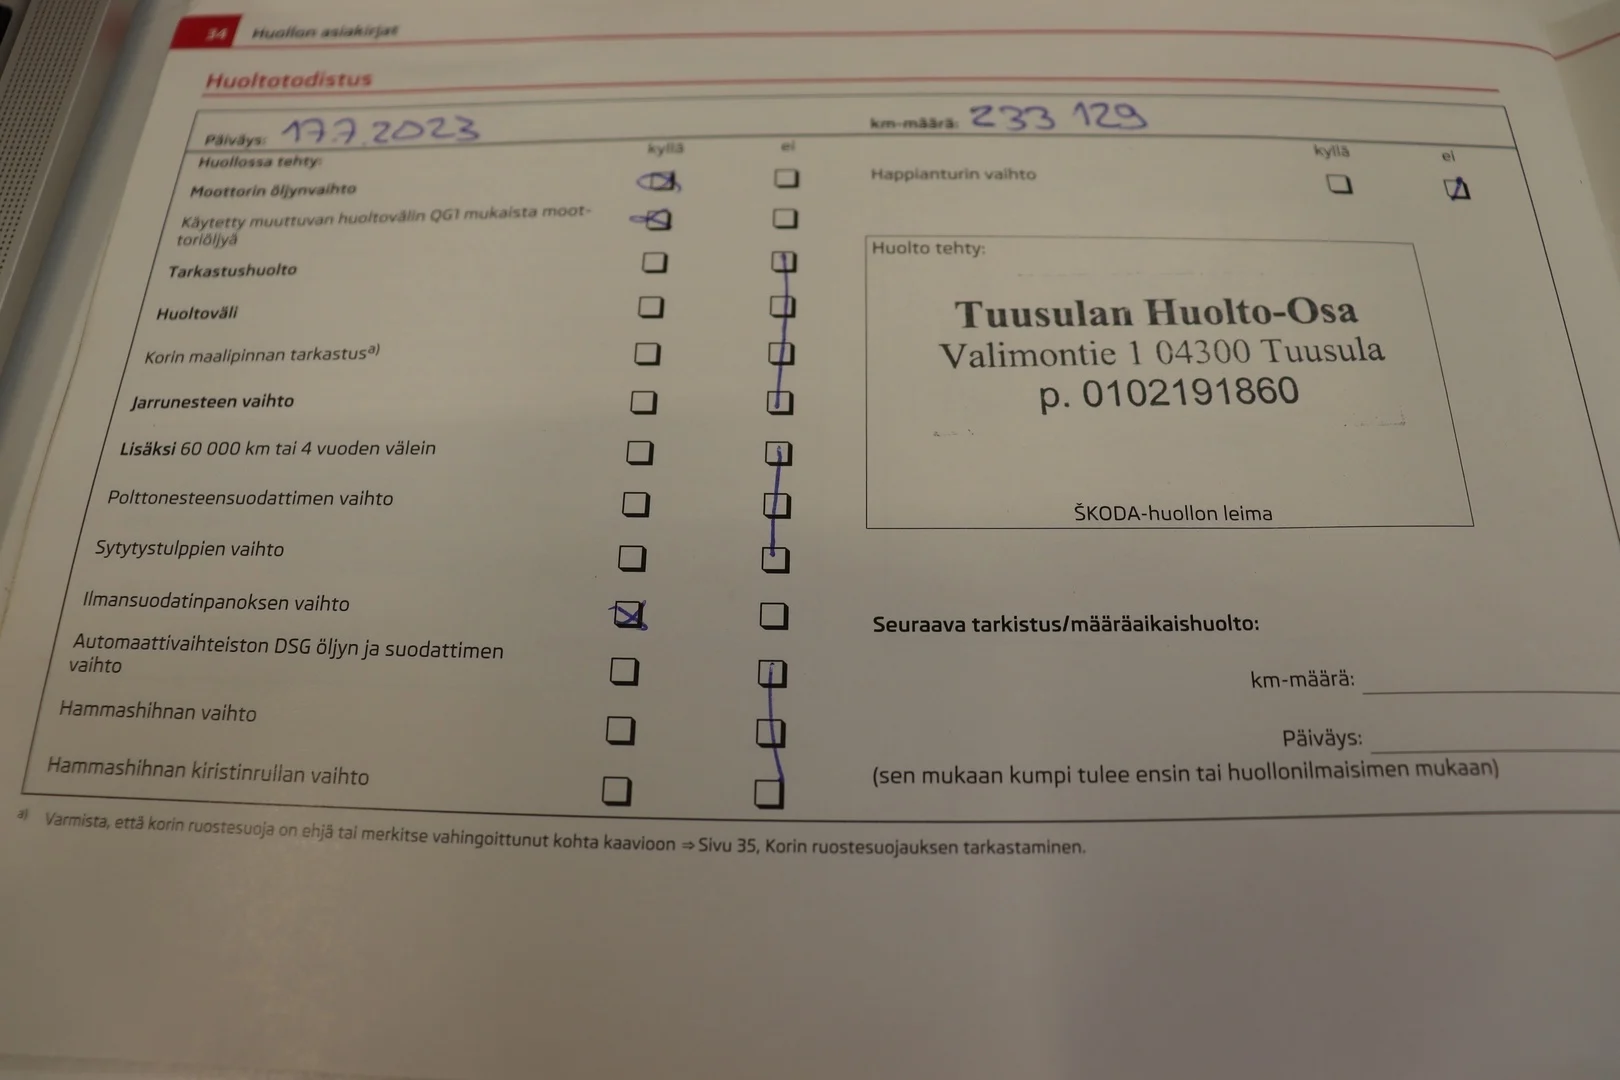 34 Huollon asiakirjat
Huoltotodistus
Päiväys: 17.7.2023
km-määrä: 233 129
Huollossa tehty: kyllä ei
Moottorin öljynvaihto
Käytetty muuttuvan huoltovälin QG1 mukaista moot-
toriöljyä
Tarkastushuolto
Huoltoväli
Korin maalipinnan tarkastusa)
Jarrunesteen vaihto
Lisäksi 60 000 km tai 4 vuoden välein
Polttonesteensuodattimen vaihto
Sytytystulppien vaihto
Ilmansuodatinpanoksen vaihto
Automaattivaihteiston DSG öljyn ja suodattimen
vaihto
Hammashihnan vaihto
Hammashihnan kiristinrullan vaihto
kyllä ei
Happianturin vaihto
Huolto tehty:
Tuusulan Huolto-Osa
Valimontie 1 04300 Tuusula
p. 0102191860
ŠKODA-huollon leima
Seuraava tarkistus/määräaikaishuolto:
km-määrä:
Päiväys:
(sen mukaan kumpi tulee ensin tai huollonilmaisimen mukaan)
a) Varmista, että korin ruostesuoja on ehjä tai merkitse vahingoittunut kohta kaavioon ⇒ Sivu 35, Korin ruostesuojauksen tarkastaminen.